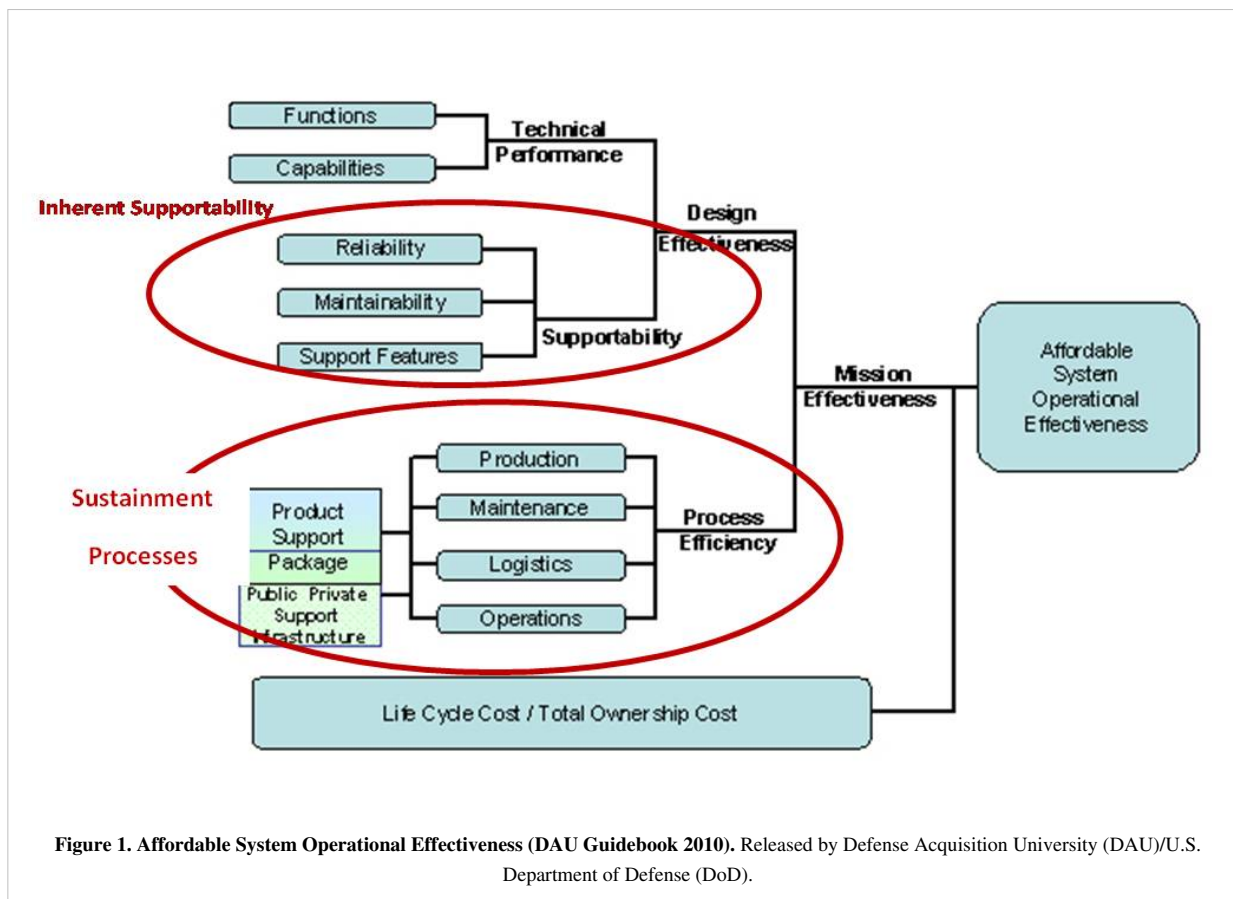 Functions
Technical
Performance
Capabilities
Inherent Supportability
Design
Effectiveness
Reliability
Maintainability
Supportability
Support Features
Mission
Effectiveness
Affordable
System
Operational
Effectiveness
Sustainment
Processes
Product
Support
Package
Public Private
Support
Infrastructure
Production
Maintenance
Logistics
Operations
Process
Efficiency
Life Cycle Cost / Total Ownership Cost
Figure 1. Affordable System Operational Effectiveness (DAU Guidebook 2010). Released by Defense Acquisition University (DAU)/U.S.
Department of Defense (DoD).